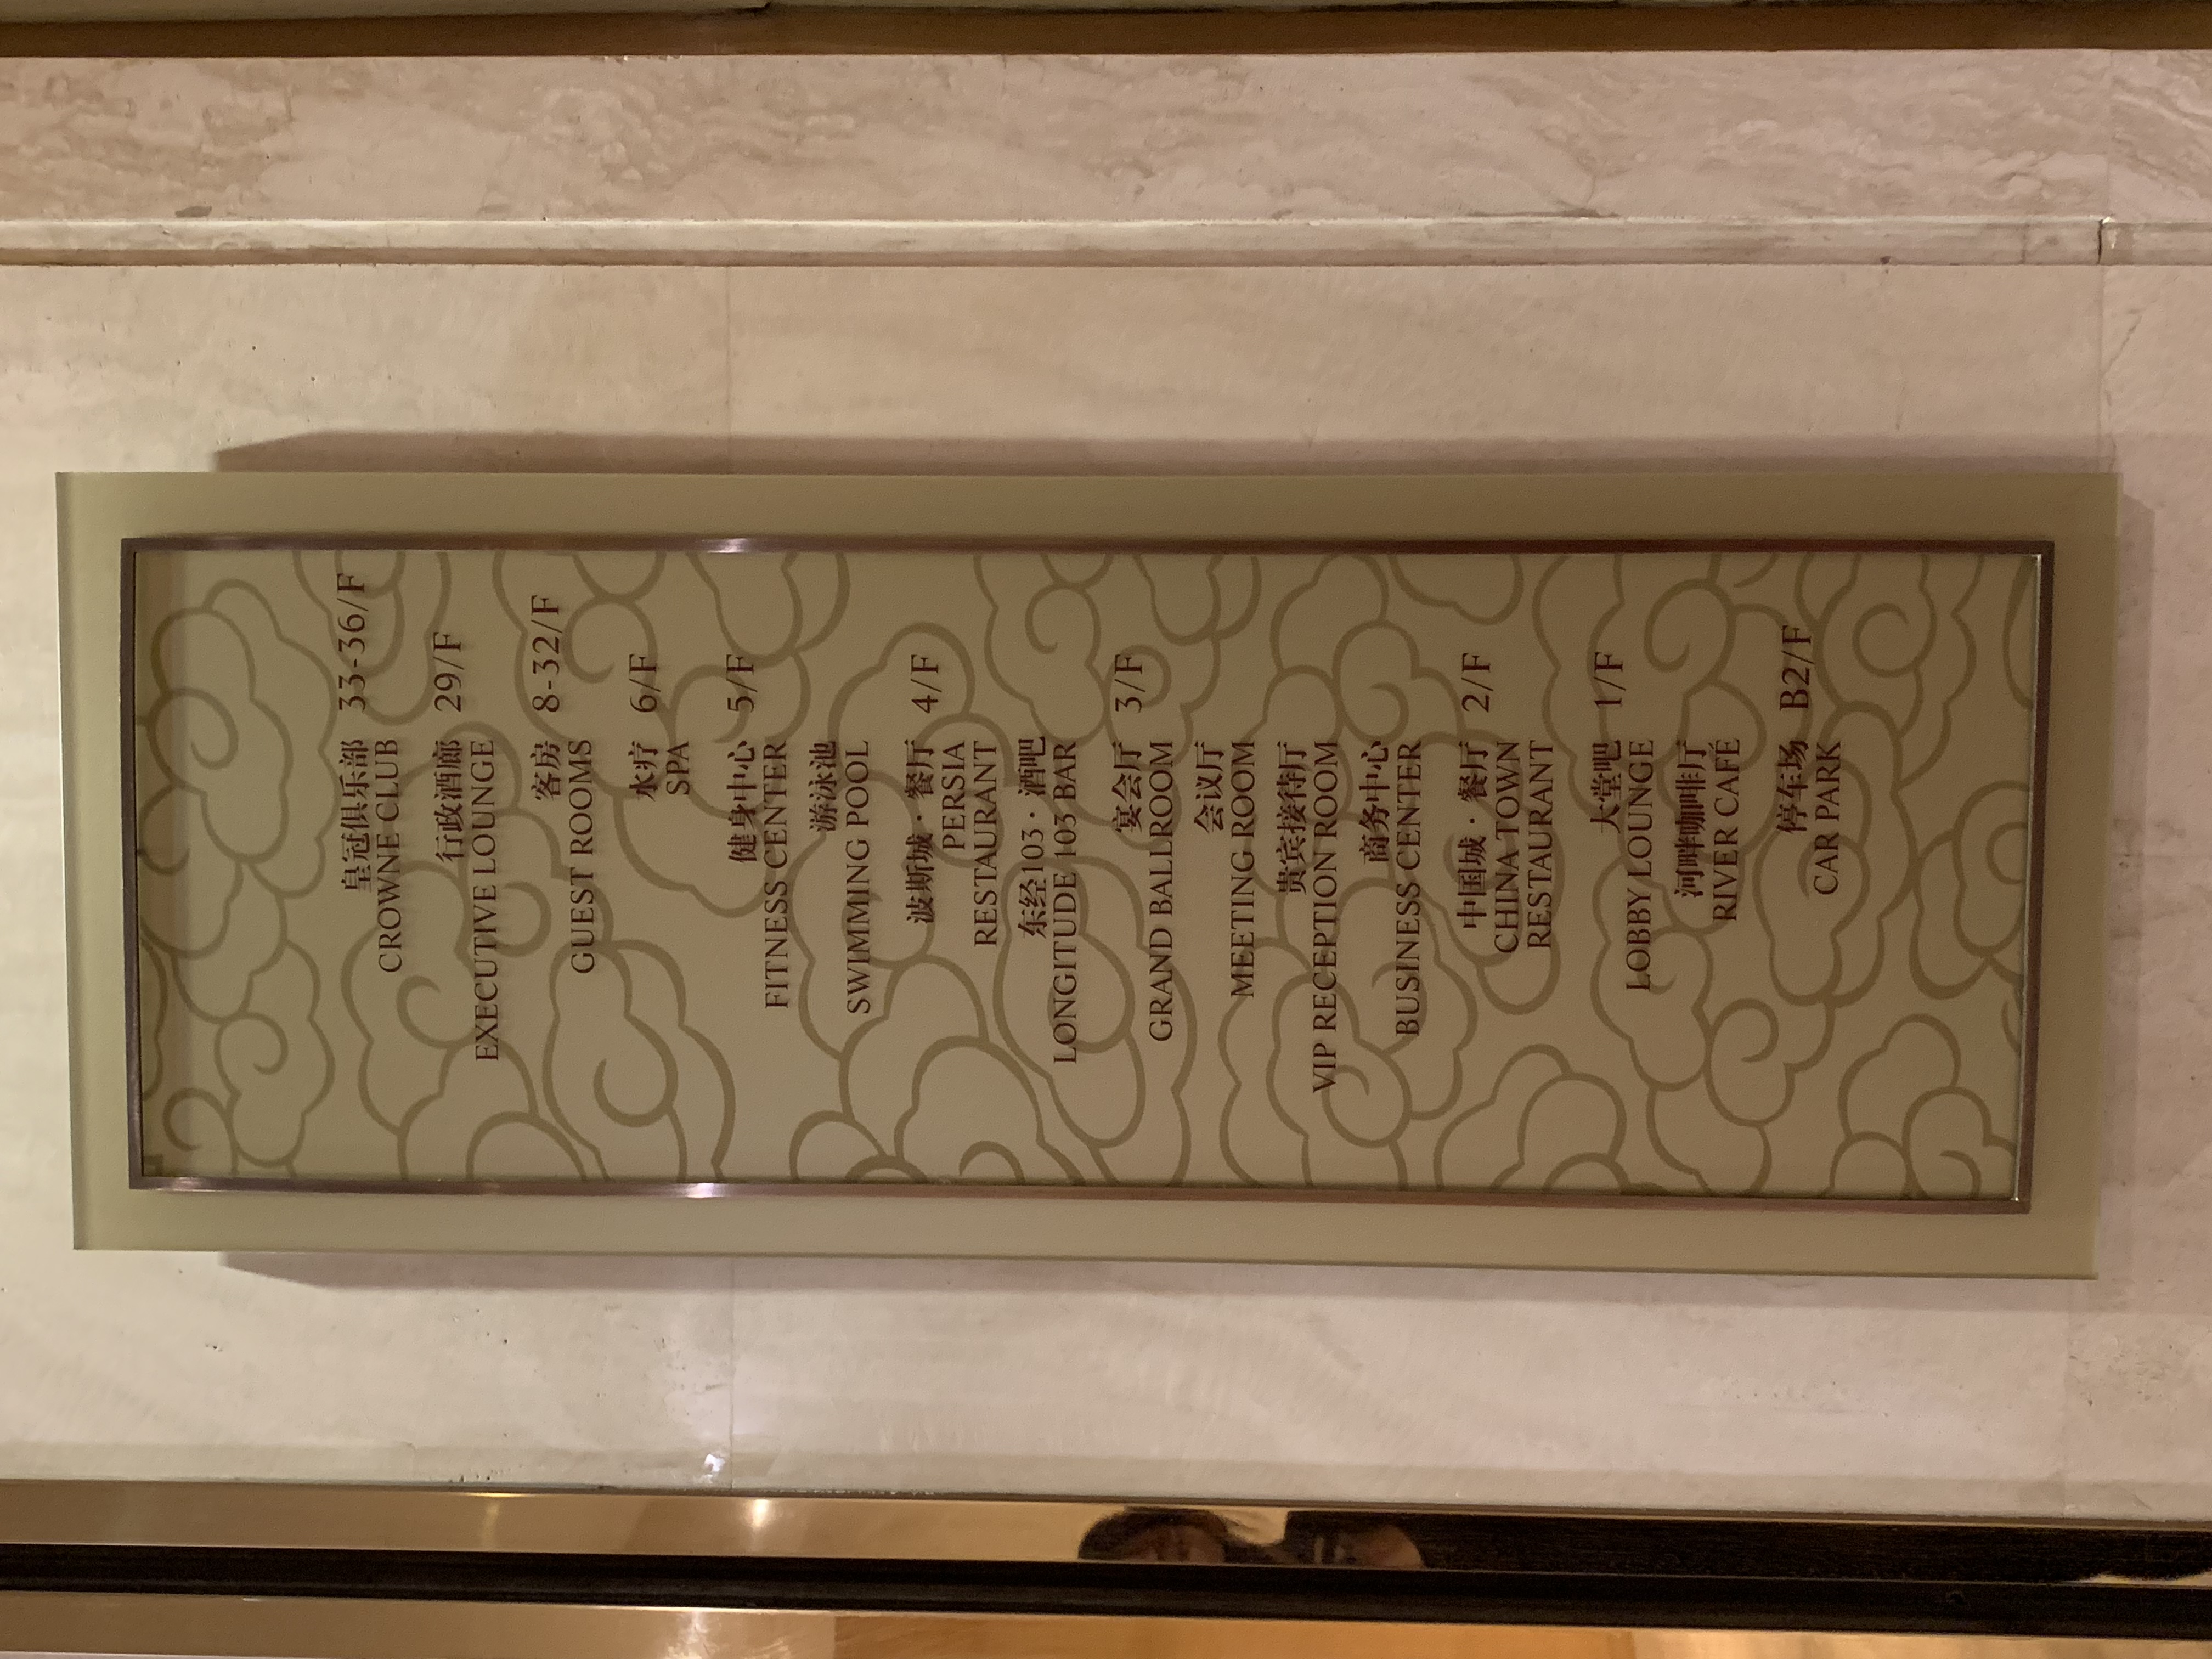 33-36/F 皇冠俱乐部
CROWNE CLUB
29/F 行政酒廊
EXECUTIVE LOUNGE
8-32/F 客房
GUEST ROOMS
6/F 水疗
SPA
5/F 健身中心
FITNESS CENTER
游泳池
SWIMMING POOL
4/F 波斯城·餐厅
PERSIA
RESTAURANT
东经103·酒吧
LONGITUDE 103 BAR
3/F 宴会厅
GRAND BALLROOM
会议厅
MEETING ROOM
贵宾接待厅
VIP RECEPTION ROOM
商务中心
BUSINESS CENTER
2/F 中国城·餐厅
CHINA TOWN
RESTAURANT
1/F 大堂吧
LOBBY LOUNGE
河畔咖啡厅
RIVER CAFÉ
B2/F 停车场
CAR PARK